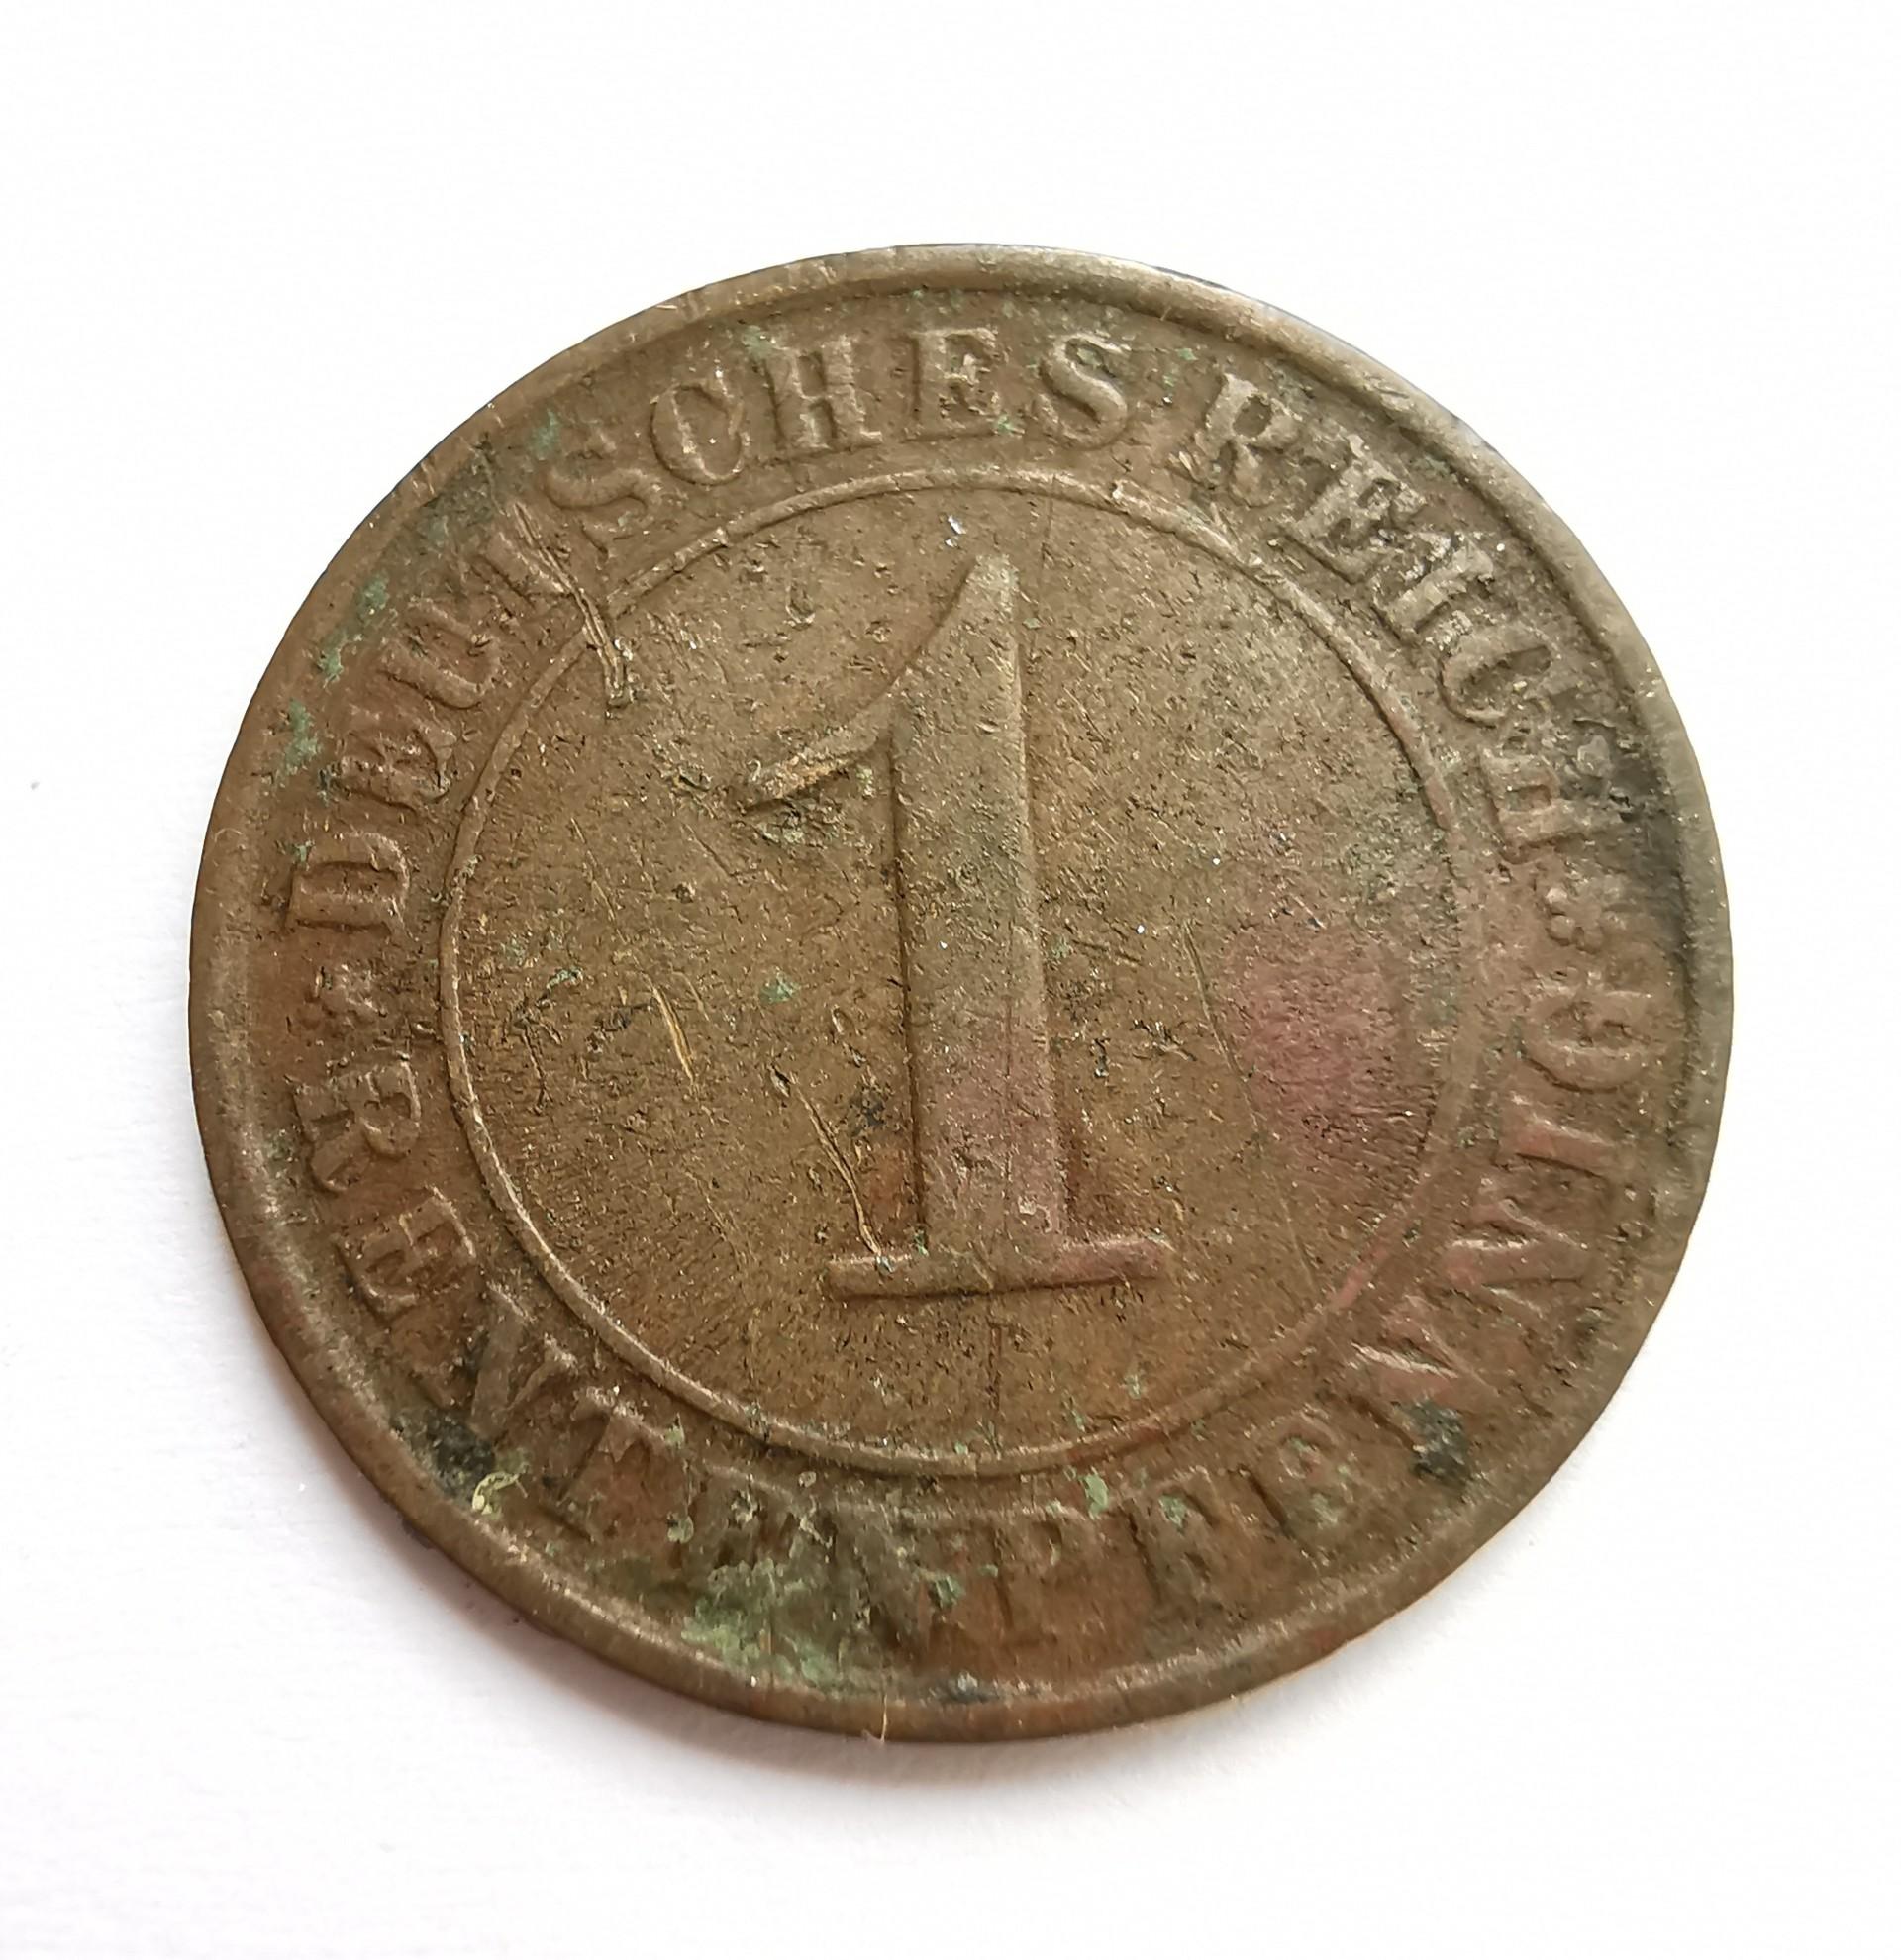 DEUTSCHES REICH
1
RENTENPFENNIG